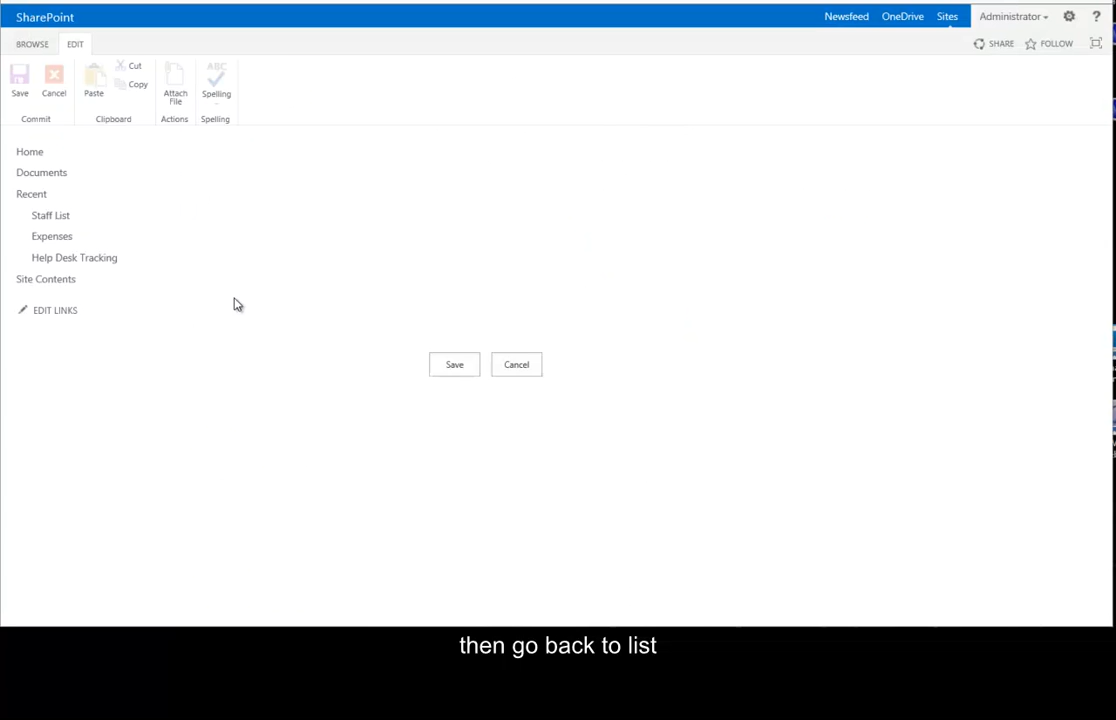 SharePoint
Newsfeed OneDrive Sites Administrator ?
BROWSE EDIT
SHARE FOLLOW
Save Cancel
Commit
Paste Cut Copy
Clipboard
Attach File
Actions
ABC
Spelling
Spelling
Home
Documents
Recent
Staff List
Expenses
Help Desk Tracking
Site Contents
EDIT LINKS
Save Cancel
then go back to list